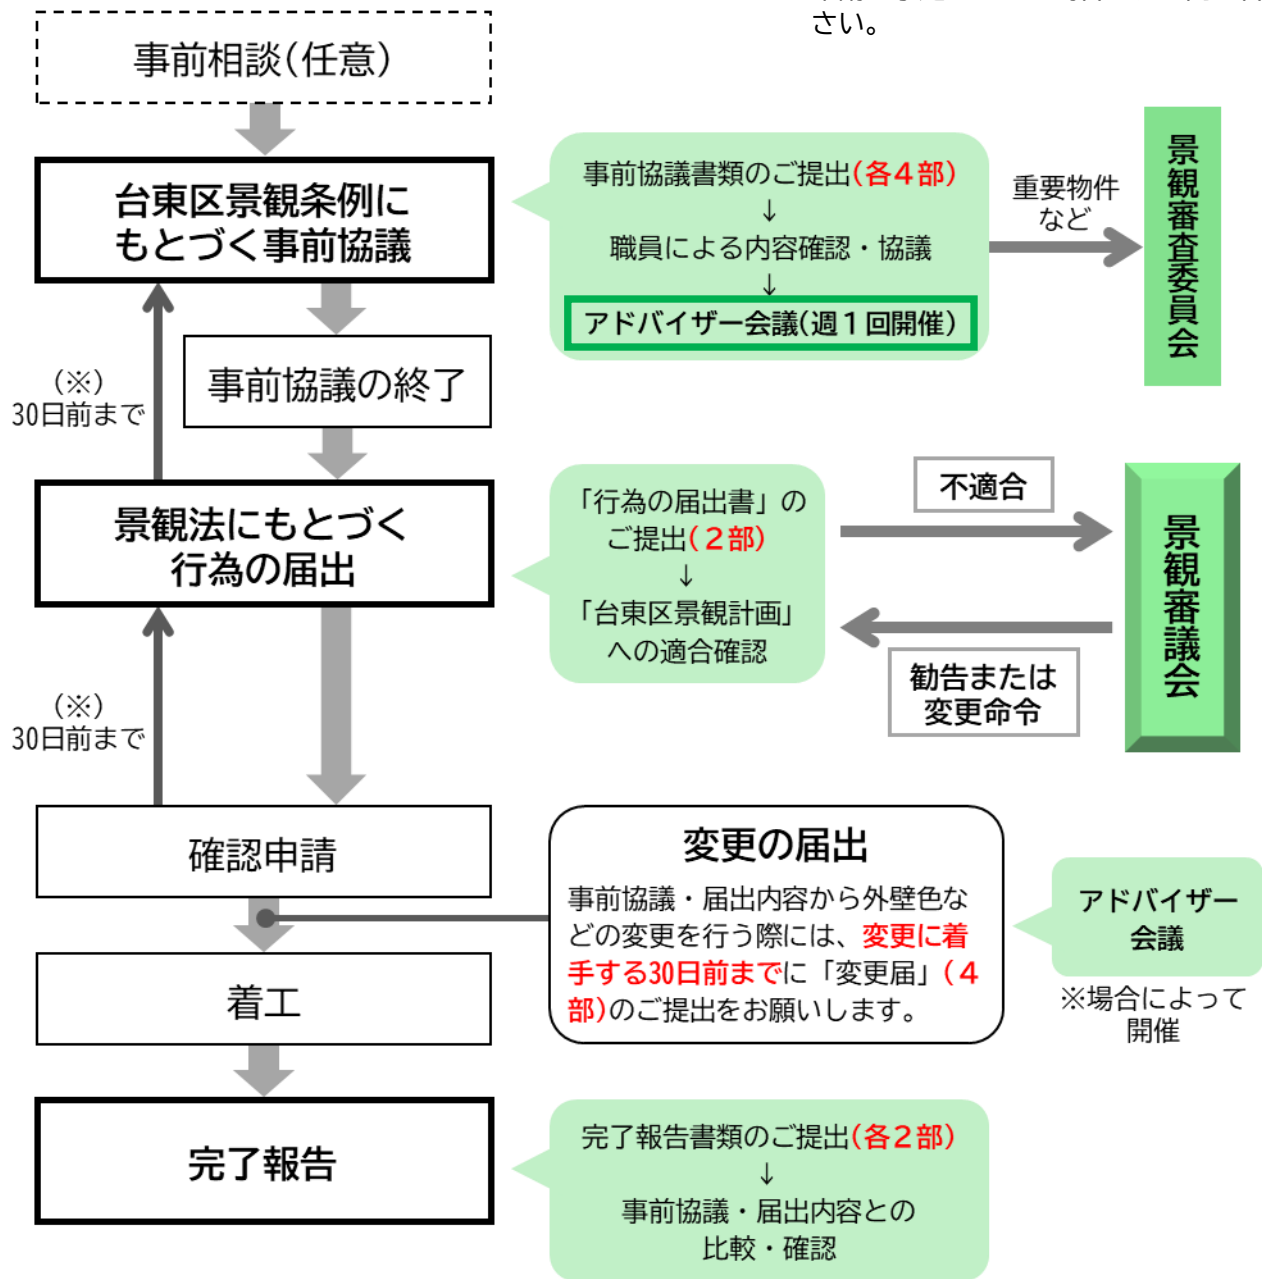 さい。
事前相談(任意)
台東区景観条例に
もとづく事前協議
事前協議書類のご提出(各4部)
↓
職員による内容確認・協議
↓
アドバイザー会議(週1回開催)
重要物件
など
景観審査委員会
事前協議の終了
(※)
30日前まで
景観法にもとづく
行為の届出
「行為の届出書」の
ご提出(2部)
↓
「台東区景観計画」
への適合確認
不適合
勧告または
変更命令
景観審議会
(※)
30日前まで
確認申請
変更の届出
事前協議・届出内容から外壁色な
どの変更を行う際には、変更に着
手する30日前までに「変更届」(4
部)のご提出をお願いします。
アドバイザー
会議
※場合によって
開催
着工
完了報告
完了報告書類のご提出(各2部)
↓
事前協議・届出内容との
比較・確認